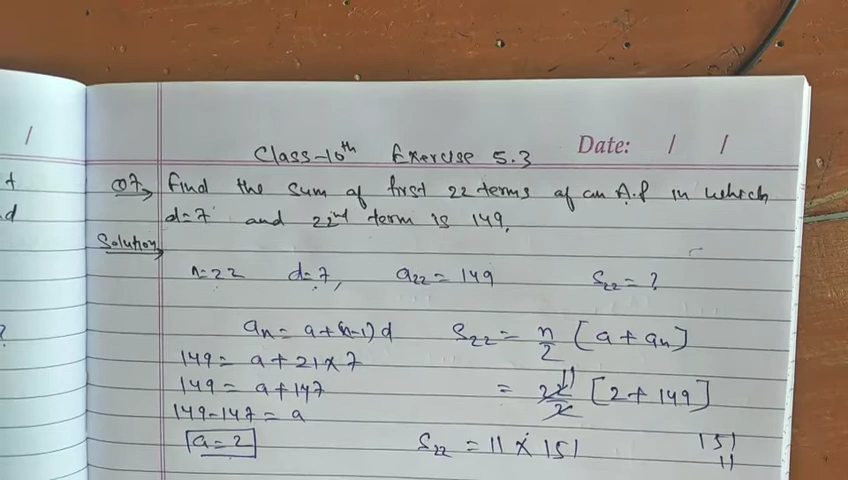 Class-10th Exercise 5.3 Date: / /
Q7. Find the sum of first 22 terms of an A.P in which
d=7 and 22nd term is 149.
Solution
n=22 d=7, a22 = 149 S22 = ?
an = a+(n-1)d S22 = n/2 [a+an]
149 = a+21×7
149 = a+147 = 22/2 11 [2+149]
149-147 = a
a=2 S22 = 11 × 151 151
11
/
t
d
?